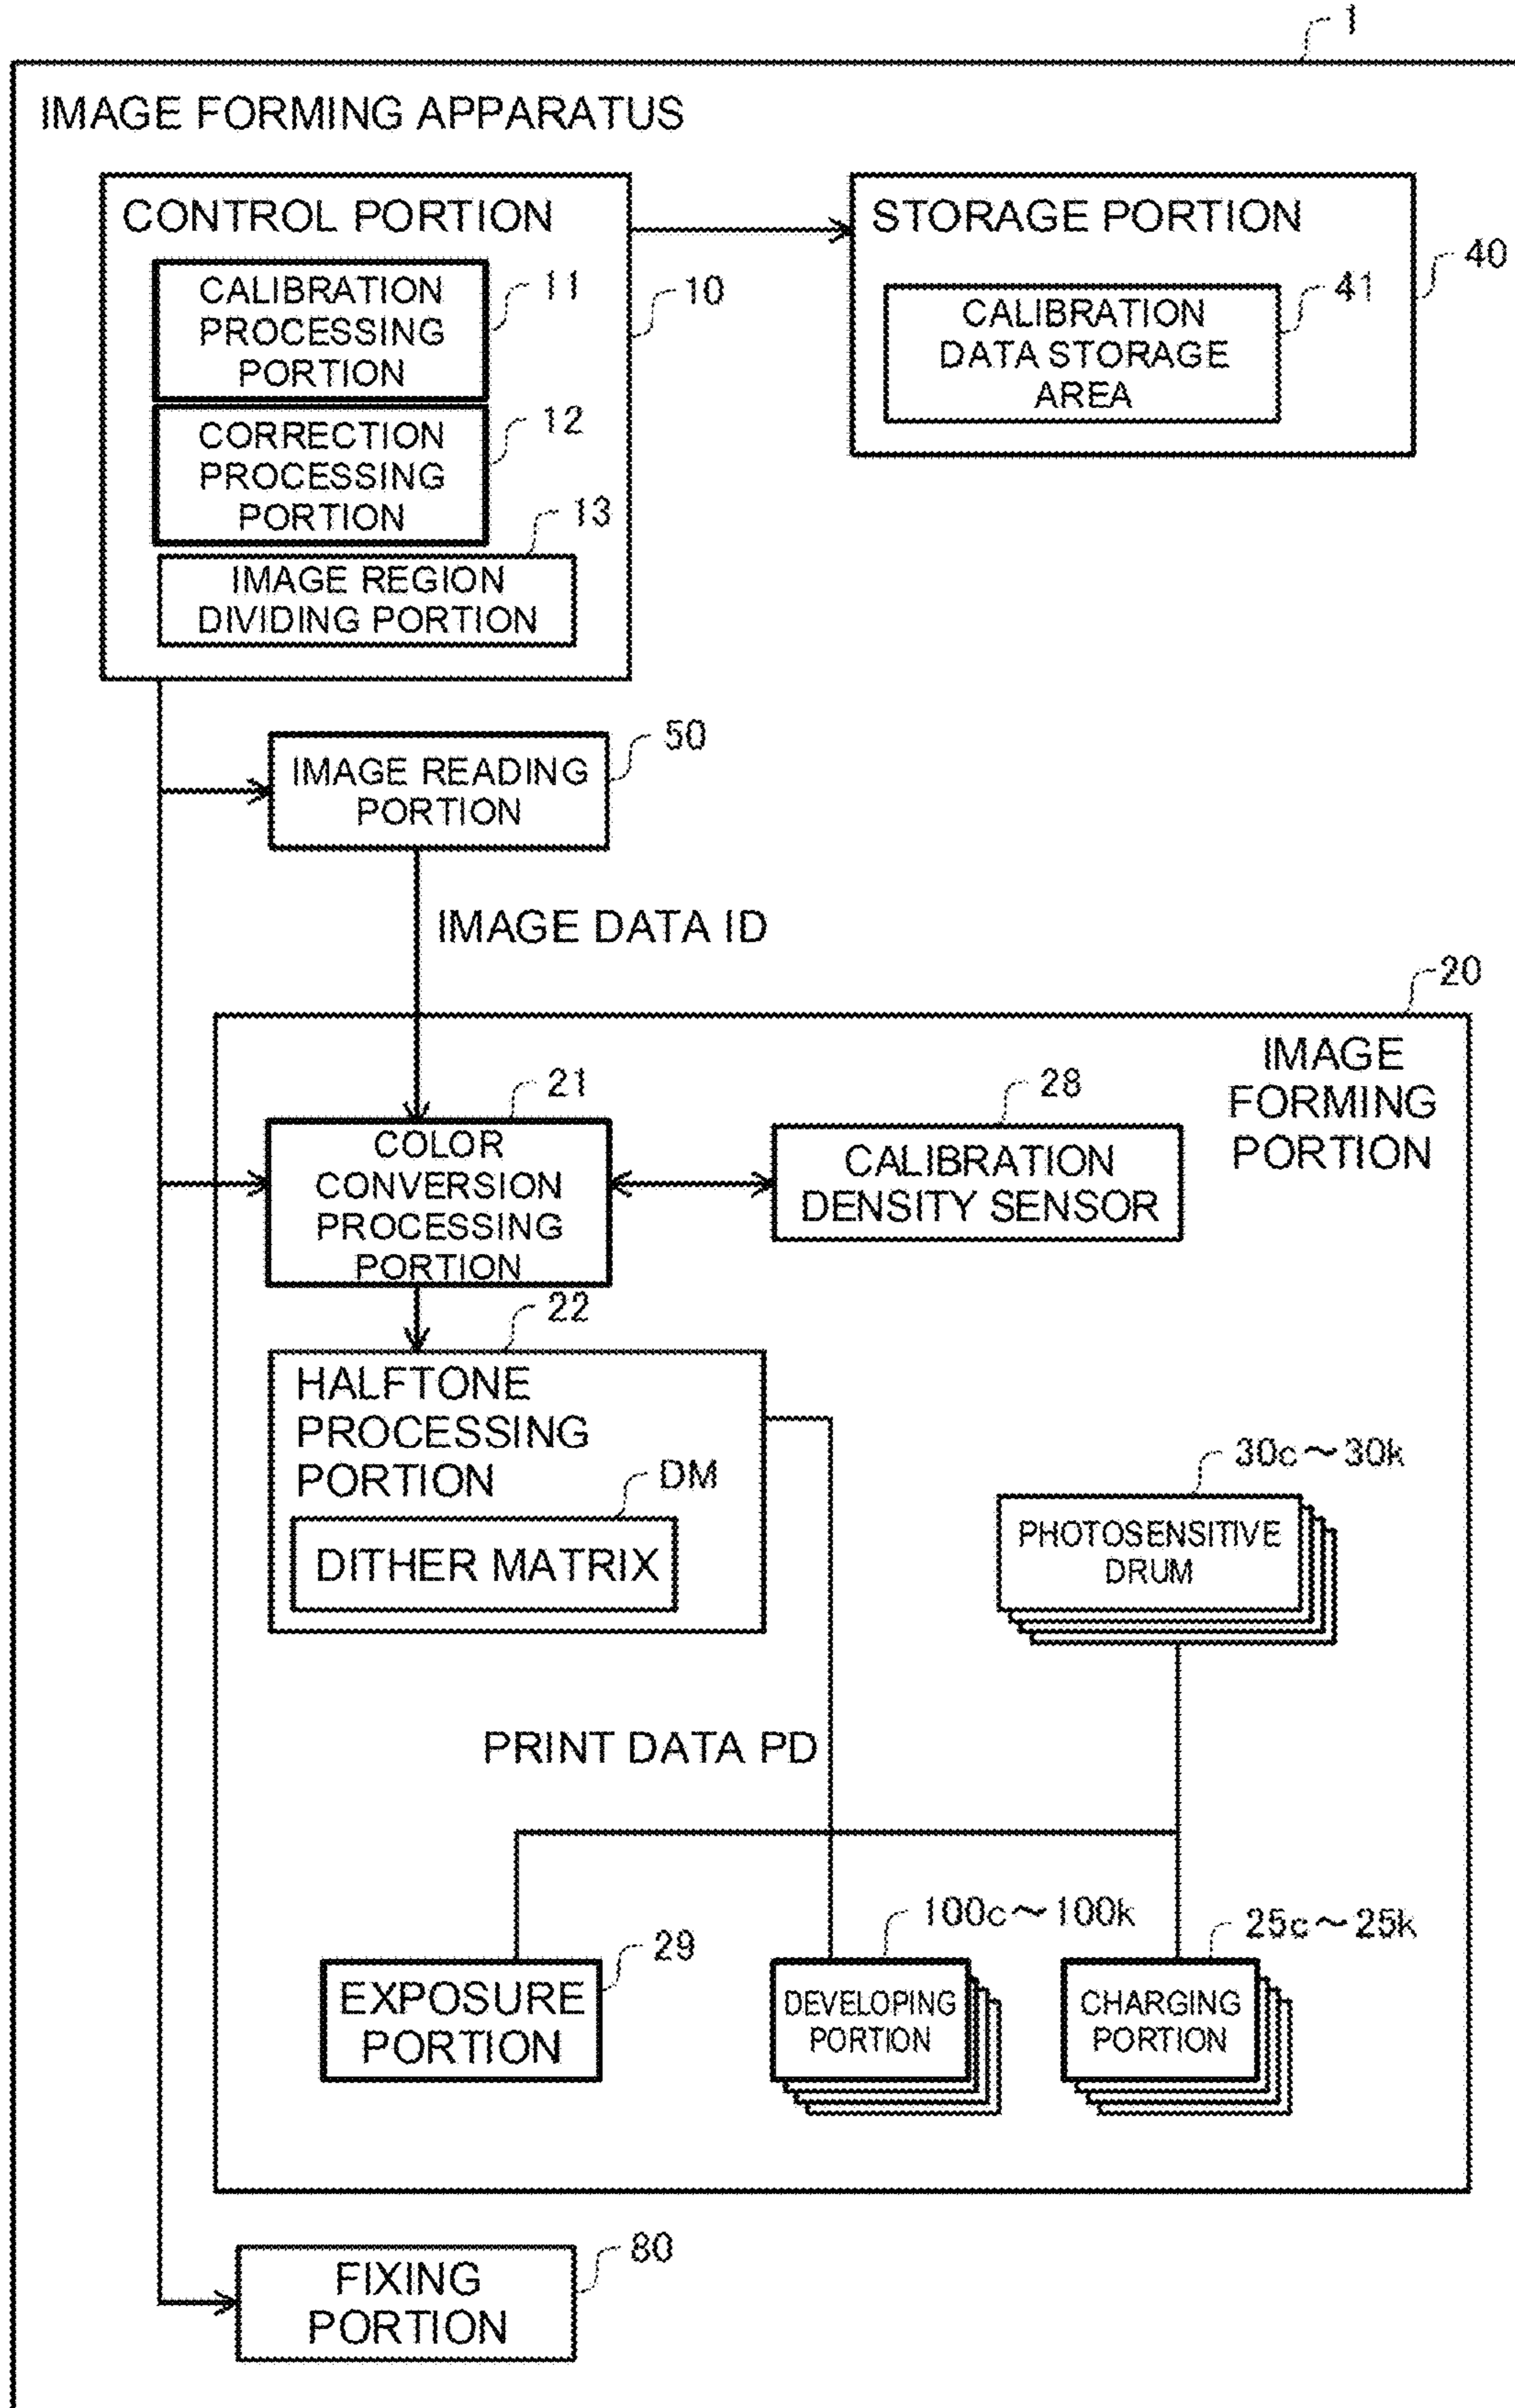 1
IMAGE FORMING APPARATUS
CONTROL PORTION
CALIBRATION
PROCESSING
PORTION
11
10
CORRECTION
PROCESSING
PORTION
12
13
IMAGE REGION
DIVIDING PORTION
STORAGE PORTION
40
CALIBRATION
DATA STORAGE
AREA
41
50
IMAGE READING
PORTION
IMAGE DATA ID
20
IMAGE
FORMING
PORTION
21
COLOR
CONVERSION
PROCESSING
PORTION
28
CALIBRATION
DENSITY SENSOR
22
HALFTONE
PROCESSING
PORTION
DM
DITHER MATRIX
30c～30k
PHOTOSENSITIVE
DRUM
PRINT DATA PD
29
EXPOSURE
PORTION
100c～100k
DEVELOPING
PORTION
25c～25k
CHARGING
PORTION
80
FIXING
PORTION